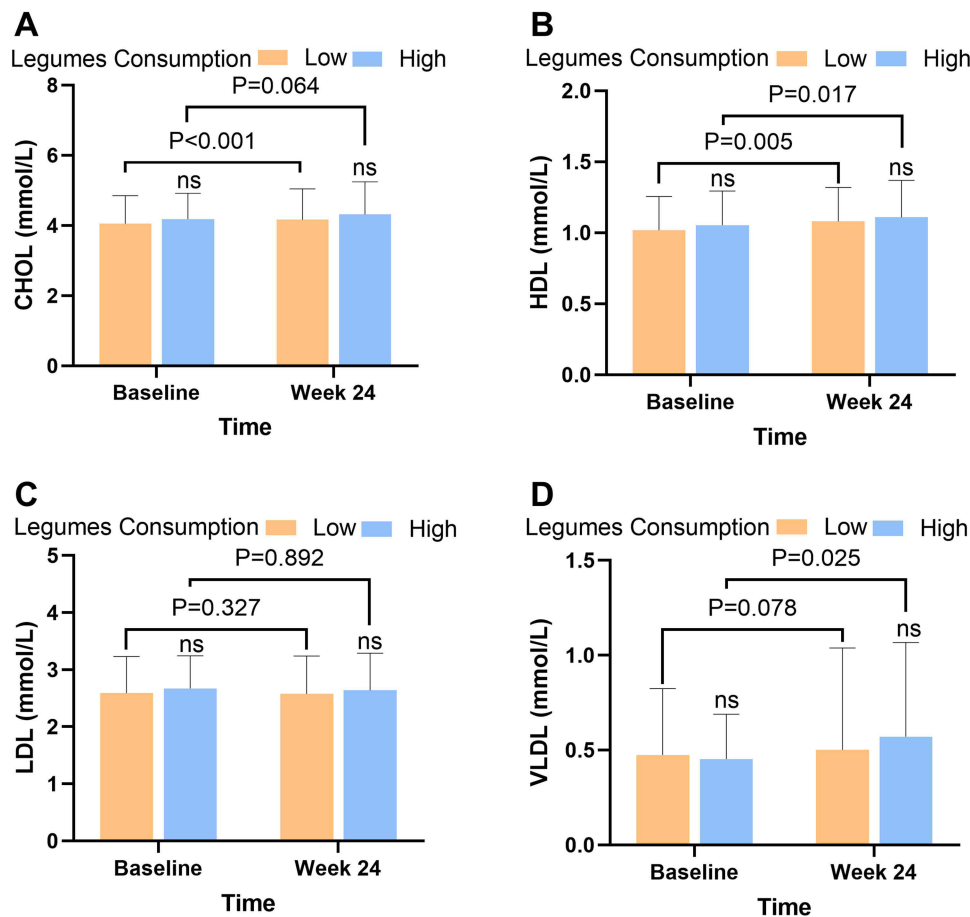 A
Legumes Consumption Low High
P=0.064
P<0.001
ns
ns
8
6
4
2
0
CHOL (mmol/L)
Baseline
Week 24
Time
B
Legumes Consumption Low High
P=0.017
P=0.005
ns
ns
2.0
1.5
1.0
0.5
0.0
HDL (mmol/L)
Baseline
Week 24
Time
C
Legumes Consumption Low High
P=0.892
P=0.327
ns
ns
5
4
3
2
1
0
LDL (mmol/L)
Baseline
Week 24
Time
D
Legumes Consumption Low High
P=0.025
P=0.078
ns
ns
1.5
1.0
0.5
0.0
VLDL (mmol/L)
Baseline
Week 24
Time